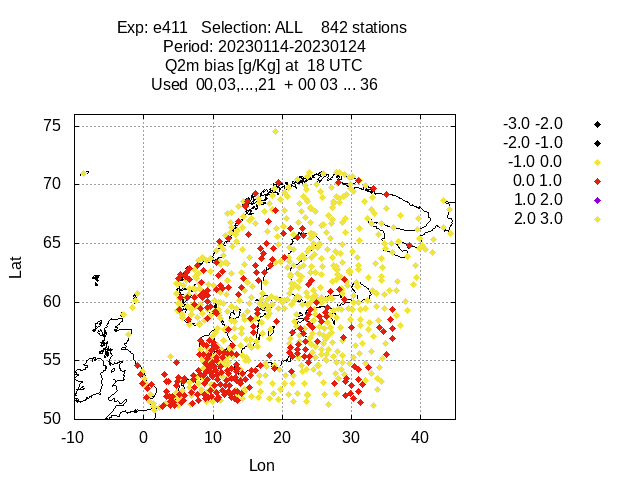 Exp: e411 Selection: ALL 842 stations
Period: 20230114-20230124
Q2m bias [g/Kg] at 18 UTC
Used 00,03,...,21 + 00 03 ... 36
-3.0 -2.0
-2.0 -1.0
-1.0 0.0
0.0 1.0
1.0 2.0
2.0 3.0
75
70
65
60
55
50
Lat
-10 0 10 20 30 40
Lon